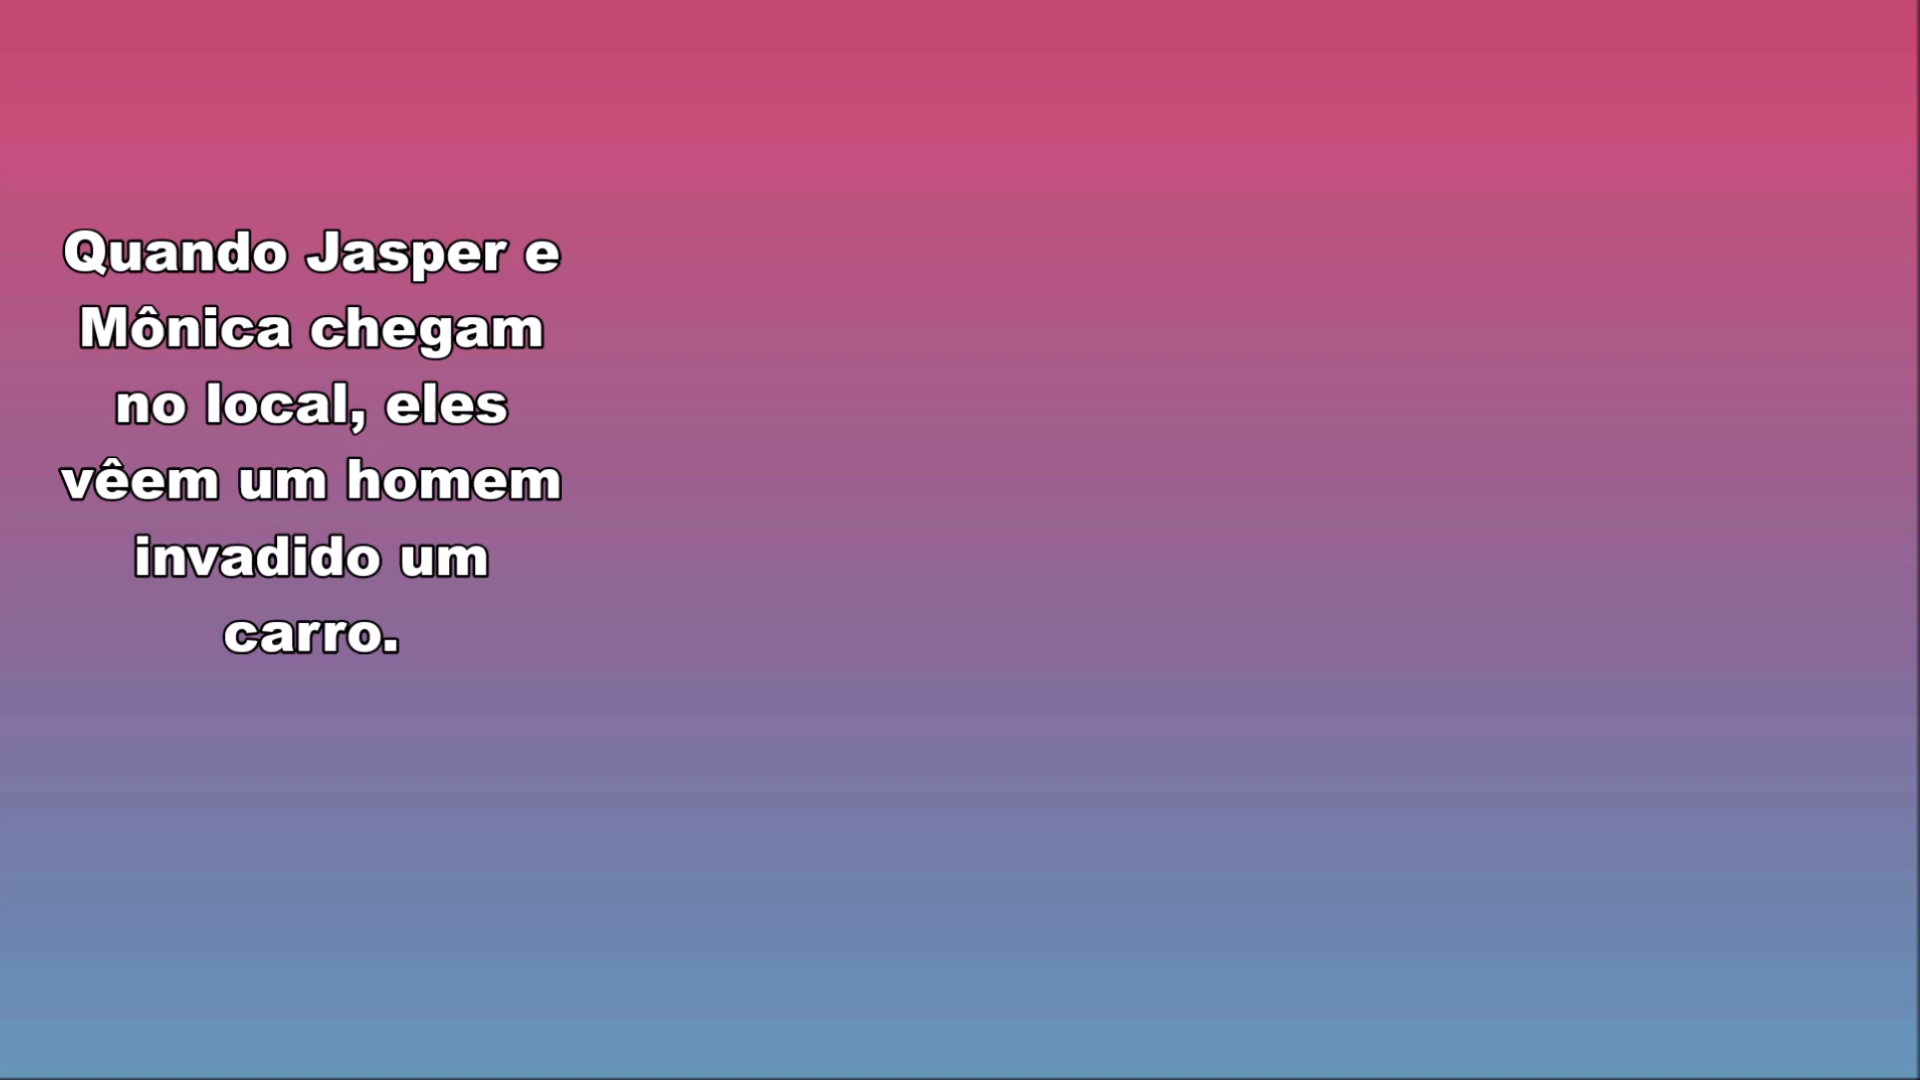 Quando Jasper e
Mônica chegam
no local, eles
vêem um homem
invadido um
carro.